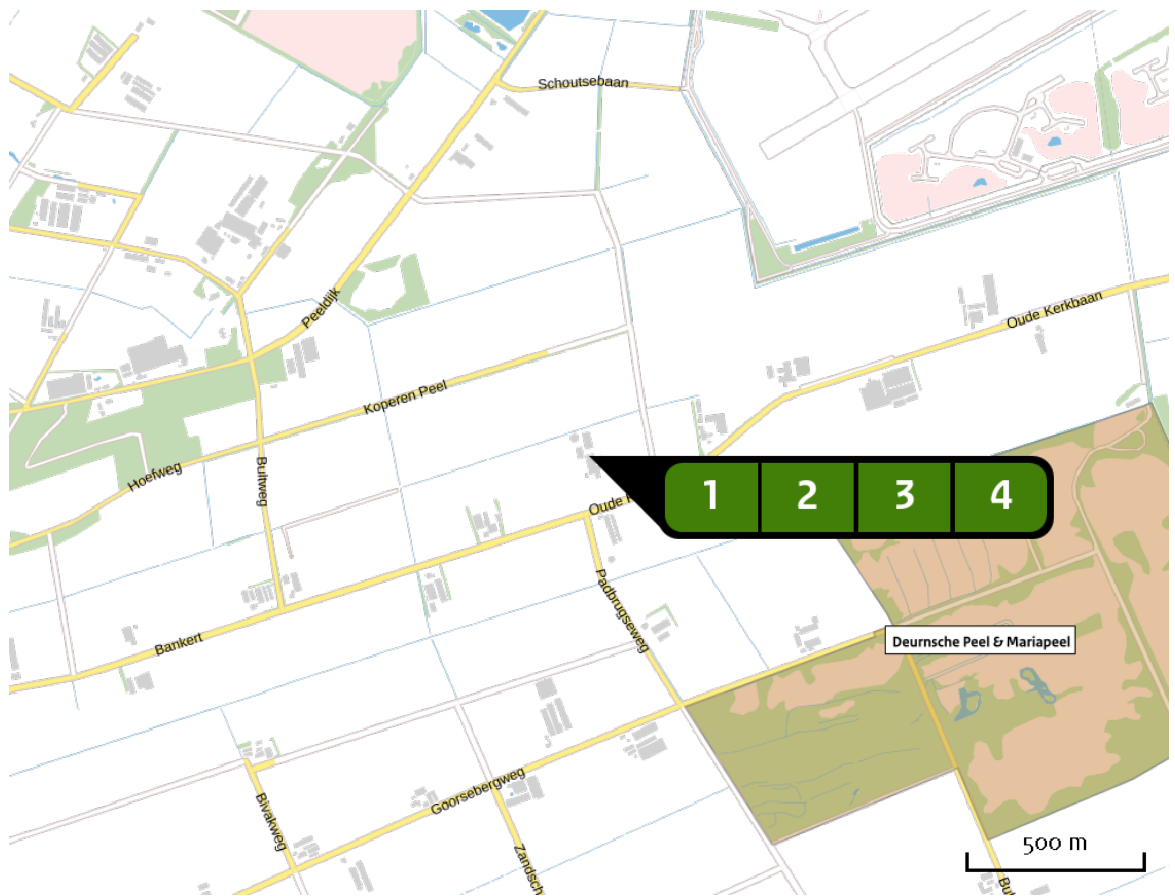 Schoutsebaan
Peeldijk
Oude Kerkbaan
Koperen Peel
Hoefweg
Bultweg
1 2 3 4
Oude
Padbrugseweg
Bankert
Deurnsche Peel & Mariapeel
Goorsebergweg
Bivakweg
500 m